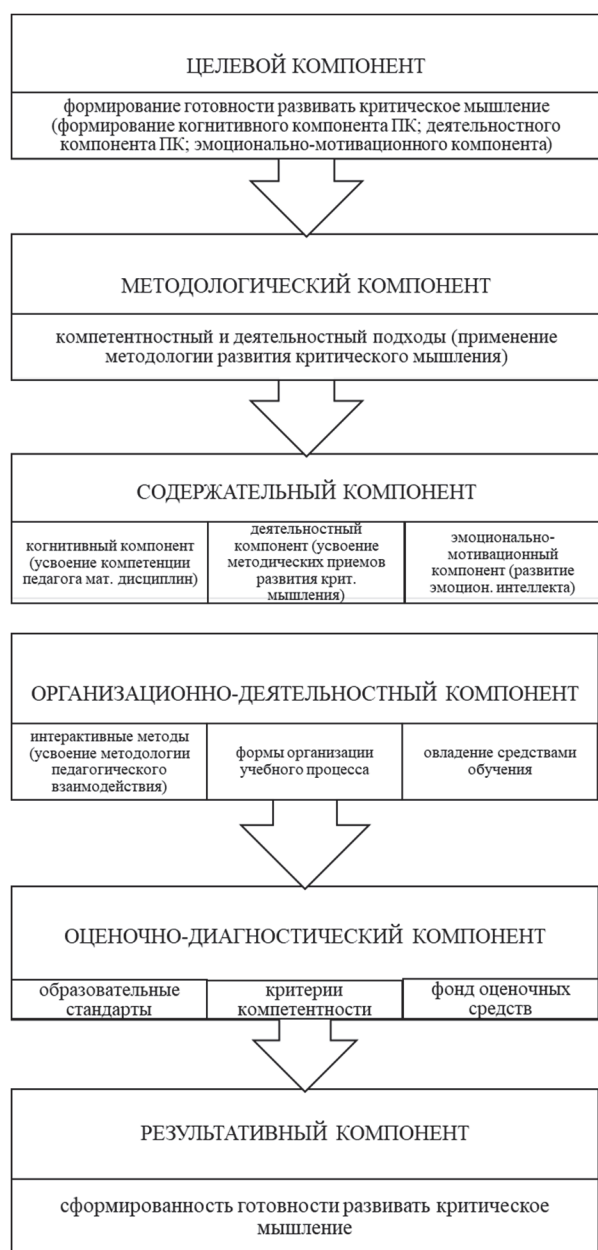 ЦЕЛЕВОЙ КОМПОНЕНТ
формирование готовности развивать критическое мышление
(формирование когнитивного компонента ПК; деятельностного
компонента ПК; эмоционально-мотивационного компонента)
МЕТОДОЛОГИЧЕСКИЙ КОМПОНЕНТ
компетентностный и деятельностный подходы (применение
методологии развития критического мышления)
СОДЕРЖАТЕЛЬНЫЙ КОМПОНЕНТ
когнитивный компонент
(усвоение компетенции
педагога мат. дисциплин)
деятельностный
компонент (усвоение
методических приемов
развития крит.
мышления)
эмоционально-
мотивационный
компонент (развитие
эмоцион. интеллекта)
ОРГАНИЗАЦИОННО-ДЕЯТЕЛЬНОСТНЫЙ КОМПОНЕНТ
интерактивные методы
(усвоение методологии
педагогического
взаимодействия)
формы организации
учебного процесса
овладение средствами
обучения
ОЦЕНОЧНО-ДИАГНОСТИЧЕСКИЙ КОМПОНЕНТ
образовательные
стандарты
критерии
компетентности
фонд оценочных
средств
РЕЗУЛЬТАТИВНЫЙ КОМПОНЕНТ
сформированность готовности развивать критическое
мышление